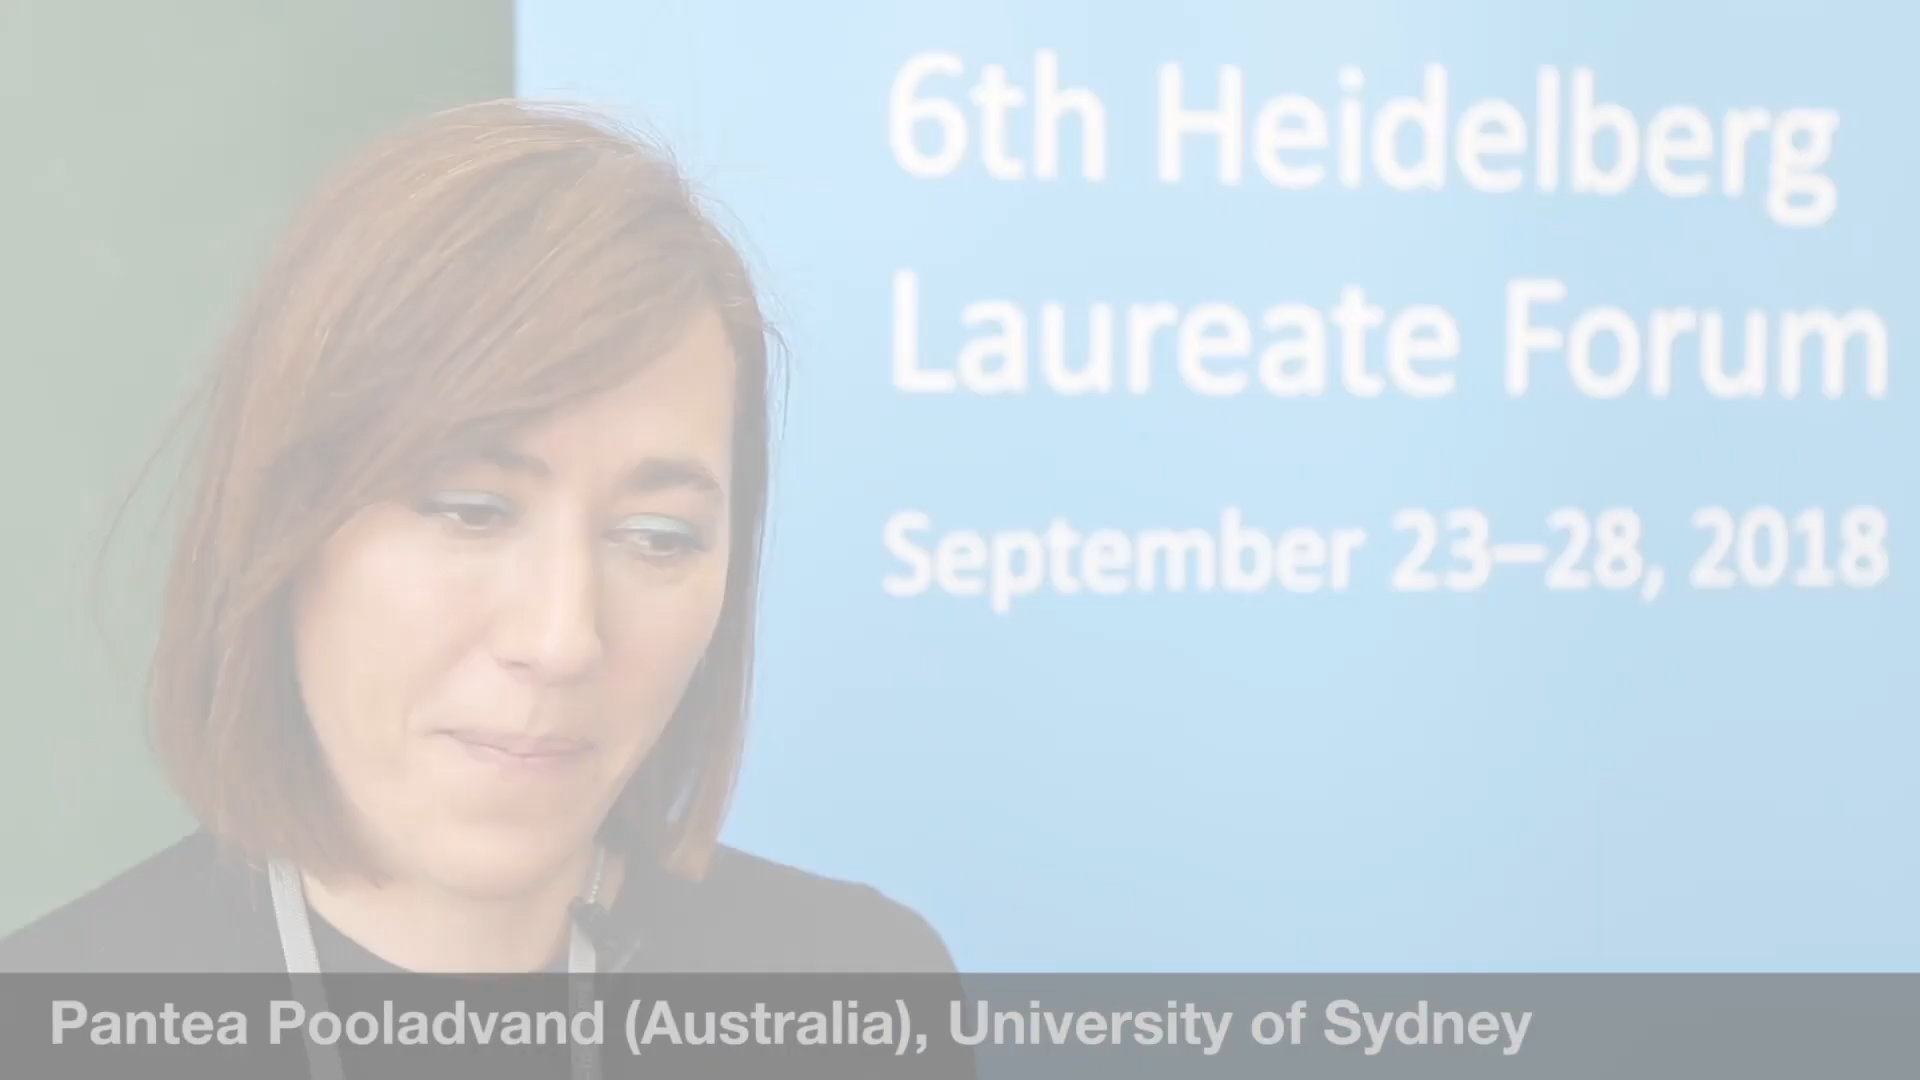 6th Heidelberg
Laureate Forum
September 23–28, 2018
Pantea Pooladvand (Australia), University of Sydney